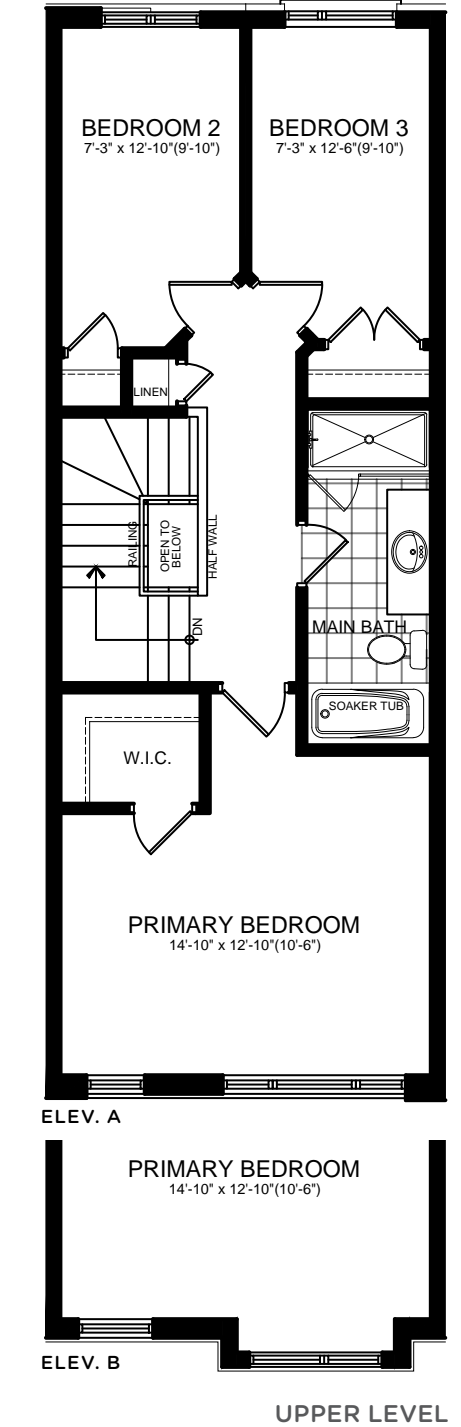 BEDROOM 2
7'-3" x 12'-10"(9'-10")
BEDROOM 3
7'-3" x 12'-6"(9'-10")
LINEN
RAILING
OPEN TO
BELOW
HALF WALL
DN
MAIN BATH
SOAKER TUB
W.I.C.
PRIMARY BEDROOM
14'-10" x 12'-10"(10'-6")
ELEV. A
PRIMARY BEDROOM
14'-10" x 12'-10"(10'-6")
ELEV. B
UPPER LEVEL